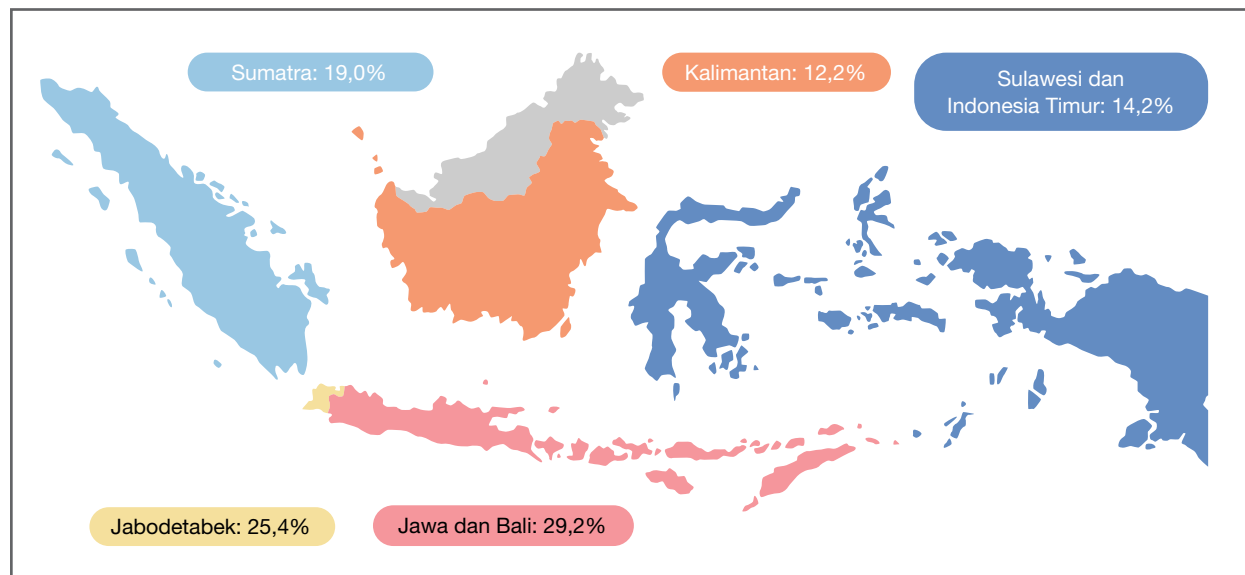 Sumatra: 19,0%
Kalimantan: 12,2%
Sulawesi dan
Indonesia Timur: 14,2%
Jabodetabek: 25,4%
Jawa dan Bali: 29,2%